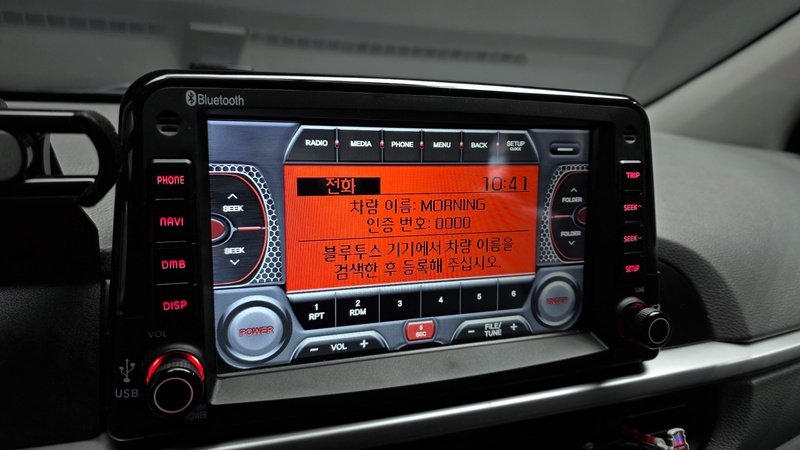 Bluetooth
RADIO MEDIA PHONE MENU BACK SETUP
전화 10:41
차량 이름: MORNING
인증 번호: 0000
블루투스 기기에서 차량 이름을
검색한 후 등록해 주십시오.
SEEK
SEEK
FOLDER
FOLDER
1 RPT 2 RDM 3 4 5 6
POWER
− VOL +
− FILE/TUNE +
PHONE
NAVI
DMB
DISP
VOL
USB
TRIP
SEEK
SEEK
SETUP
TUNE